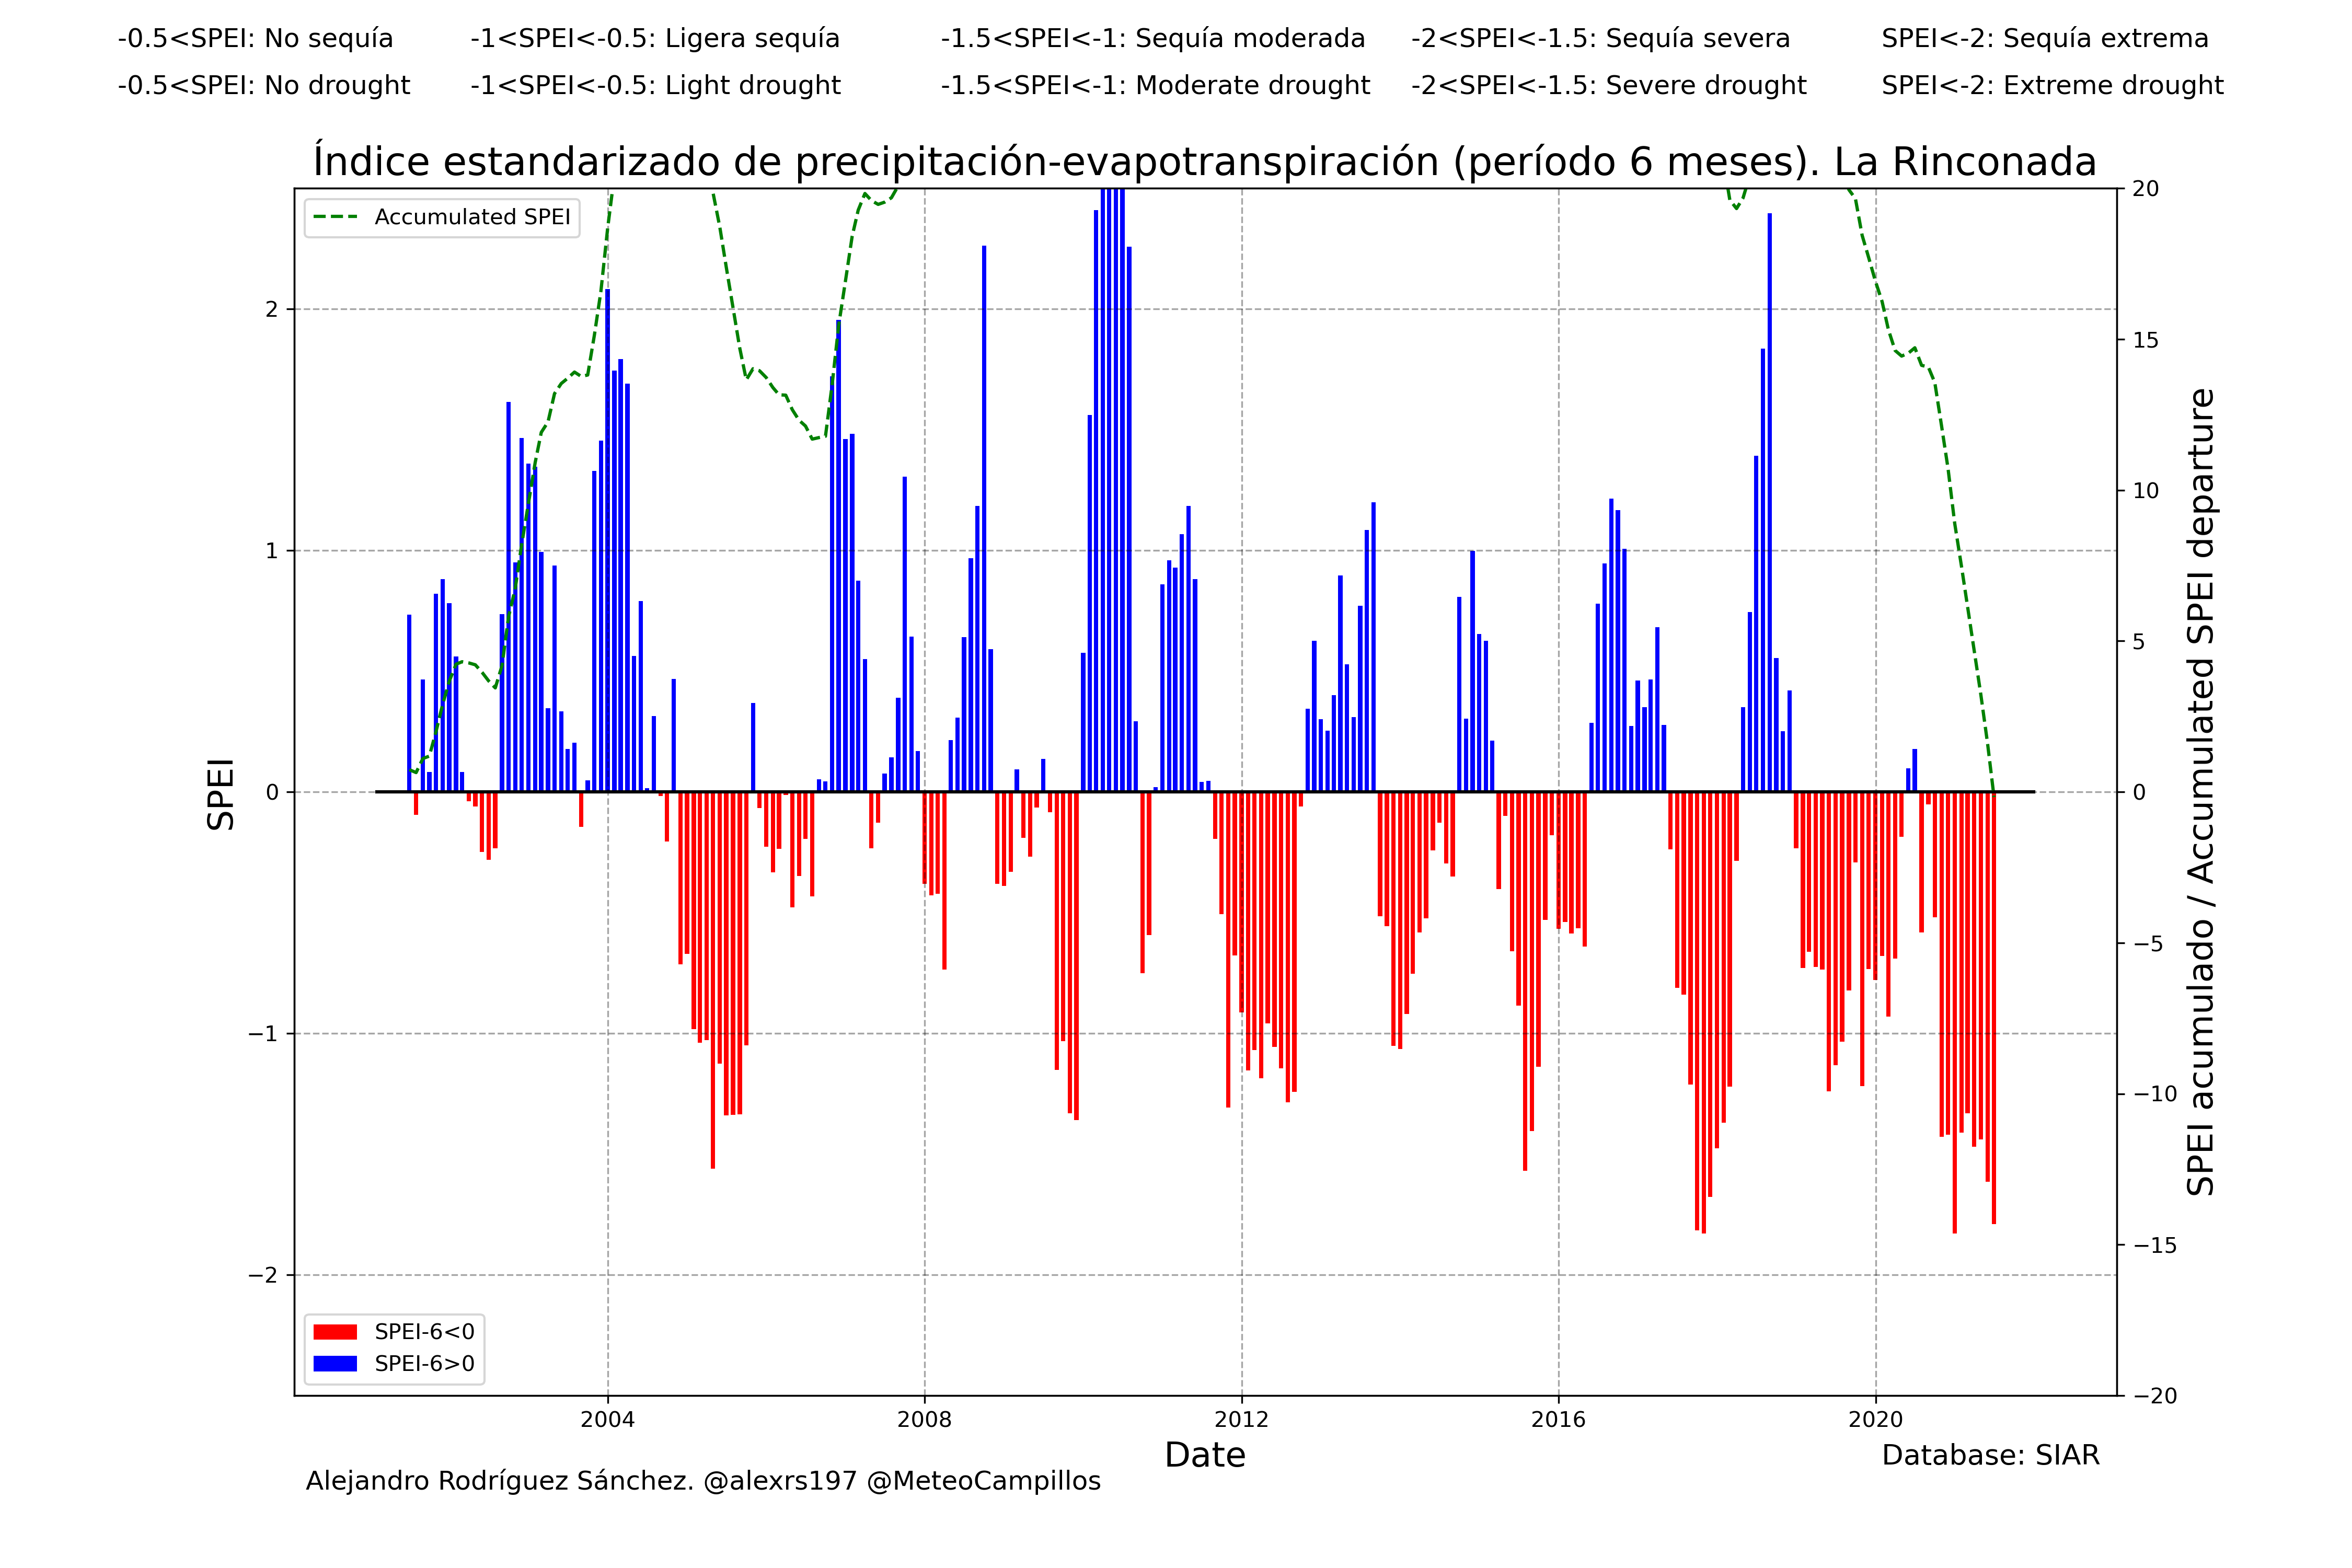 -0.5<SPEI: No sequía -1<SPEI<-0.5: Ligera sequía -1.5<SPEI<-1: Sequía moderada -2<SPEI<-1.5: Sequía severa SPEI<-2: Sequía extrema
-0.5<SPEI: No drought -1<SPEI<-0.5: Light drought -1.5<SPEI<-1: Moderate drought -2<SPEI<-1.5: Severe drought SPEI<-2: Extreme drought
Índice estandarizado de precipitación-evapotranspiración (período 6 meses). La Rinconada
Accumulated SPEI
SPEI
2
1
0
−1
−2
20
15
10
5
0
−5
−10
−15
−20
SPEI acumulado / Accumulated SPEI departure
SPEI-6<0
SPEI-6>0
2004 2008 2012 2016 2020
Date
Database: SIAR
Alejandro Rodríguez Sánchez. @alexrs197 @MeteoCampillos